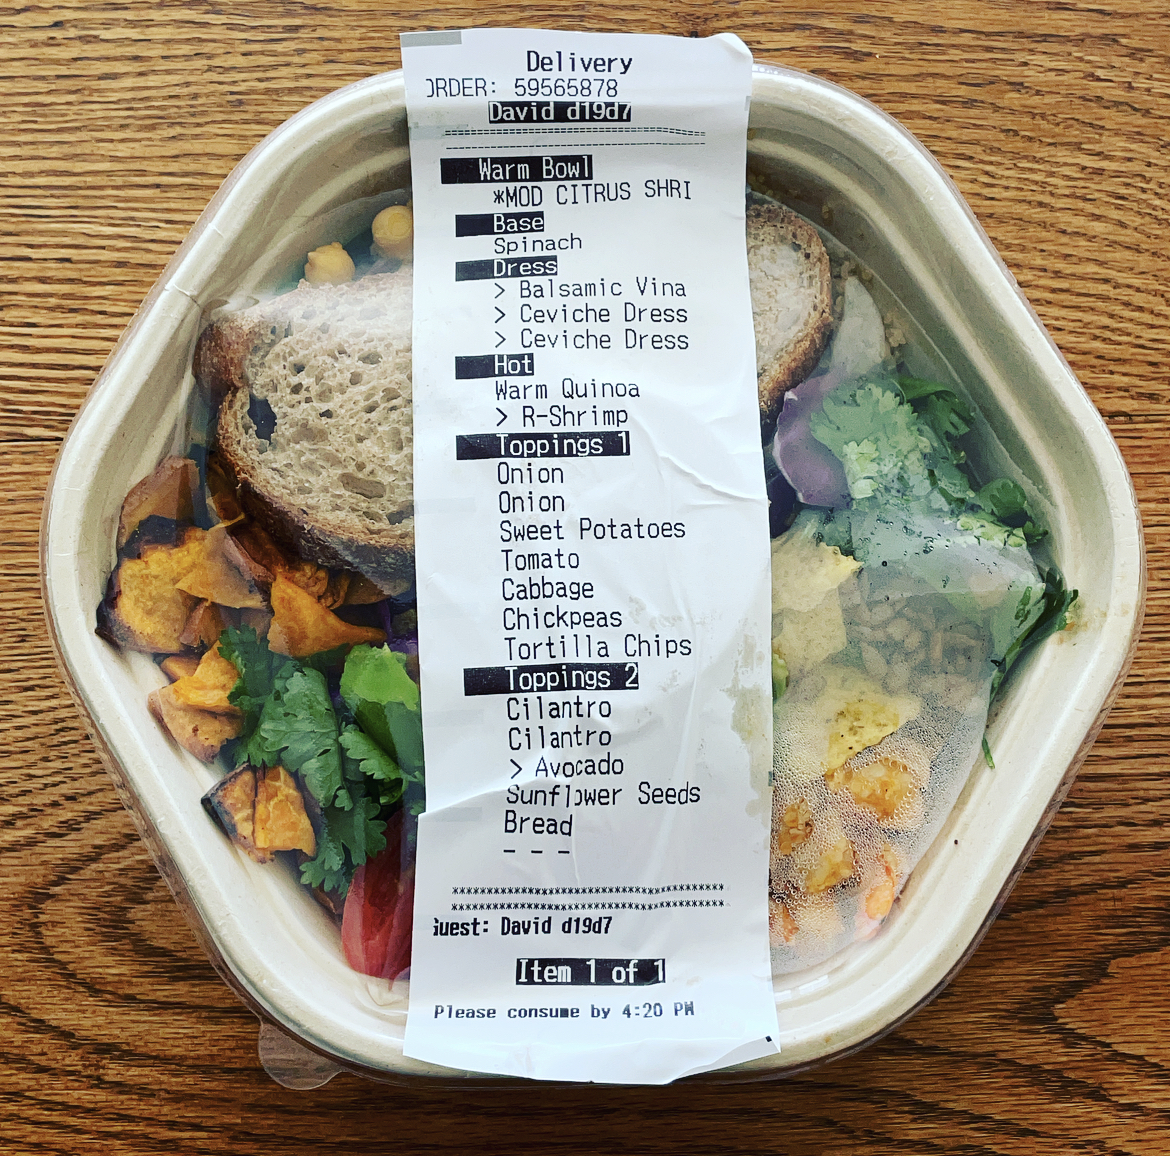 Delivery
ORDER: 59565878
David d19d7
Warm Bowl
*MOD CITRUS SHRI
Base
Spinach
Dress
> Balsamic Vina
> Ceviche Dress
> Ceviche Dress
Hot
Warm Quinoa
> R-Shrimp
Toppings 1
Onion
Onion
Sweet Potatoes
Tomato
Cabbage
Chickpeas
Tortilla Chips
Toppings 2
Cilantro
Cilantro
> Avocado
Sunflower Seeds
Bread
- - -
************************************
************************************
Guest: David d19d7
Item 1 of 1
Please consume by 4:20 PM